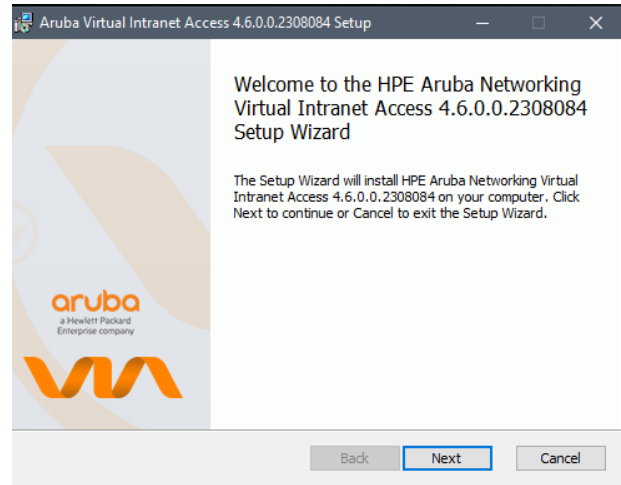 Aruba Virtual Intranet Access 4.6.0.0.2308084 Setup
Welcome to the HPE Aruba Networking
Virtual Intranet Access 4.6.0.0.2308084
Setup Wizard
The Setup Wizard will install HPE Aruba Networking Virtual
Intranet Access 4.6.0.0.2308084 on your computer. Click
Next to continue or Cancel to exit the Setup Wizard.
aruba
a Hewlett Packard
Enterprise company
VIA
Back Next Cancel